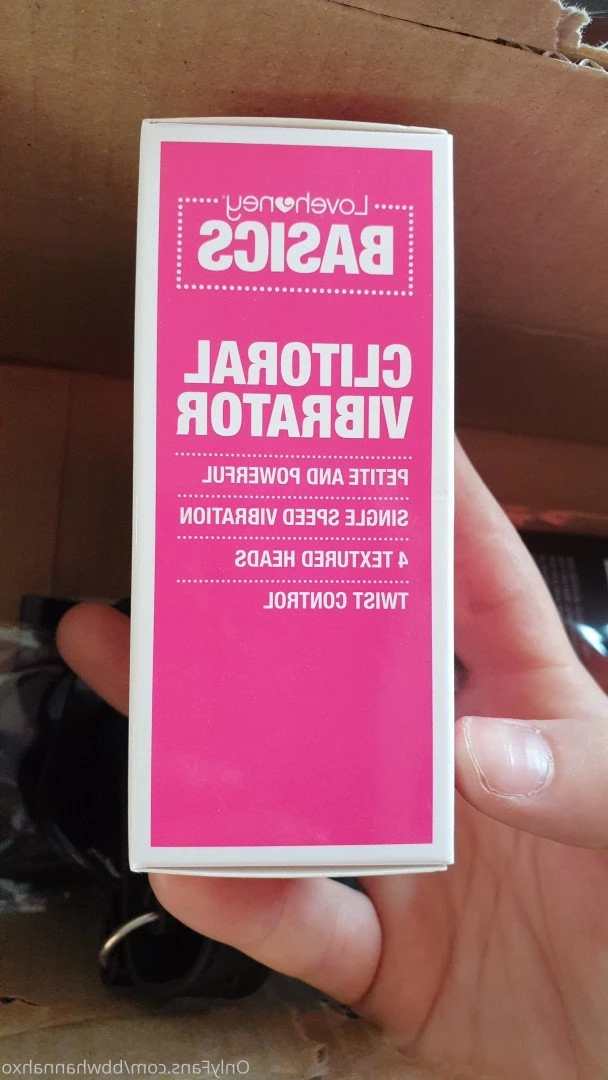 Lovehoney
BASICS
CLITORAL
VIBRATOR
PETITE AND POWERFUL
SINGLE SPEED VIBRATION
4 TEXTURED HEADS
TWIST CONTROL
OnlyFans.com/bbwhannahxo